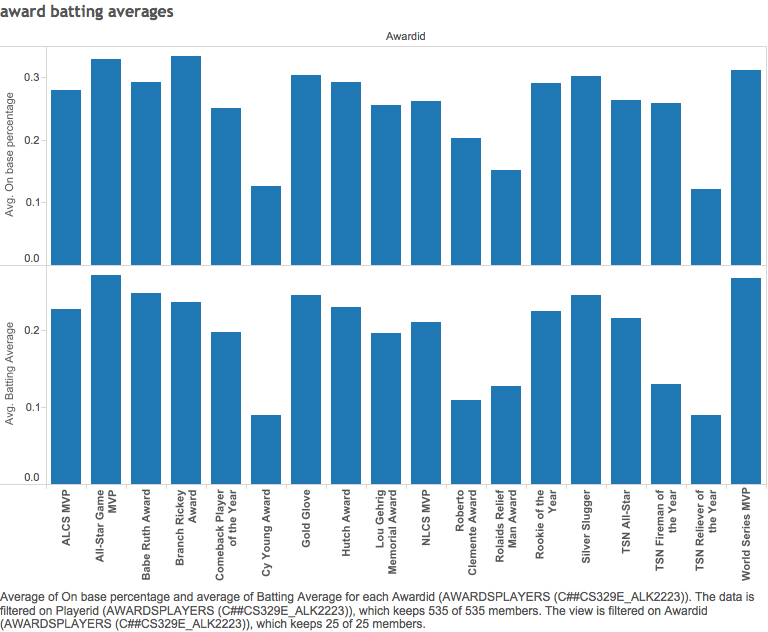 award batting averages
Awardid
Avg. On base percentage
0.3
0.2
0.1
0.0
Avg. Batting Average
0.2
0.1
0.0
ALCS MVP
All-Star Game
MVP
Babe Ruth Award
Branch Rickey
Award
Comeback Player
of the Year
Cy Young Award
Gold Glove
Hutch Award
Lou Gehrig
Memorial Award
NLCS MVP
Roberto
Clemente Award
Rolaids Relief
Man Award
Rookie of the
Year
Silver Slugger
TSN All-Star
TSN Fireman of
the Year
TSN Reliever of
the Year
World Series MVP
Average of On base percentage and average of Batting Average for each Awardid (AWARDSPLAYERS (C##CS329E_ALK2223)). The data is
filtered on Playerid (AWARDSPLAYERS (C##CS329E_ALK2223)), which keeps 535 of 535 members. The view is filtered on Awardid
(AWARDSPLAYERS (C##CS329E_ALK2223)), which keeps 25 of 25 members.